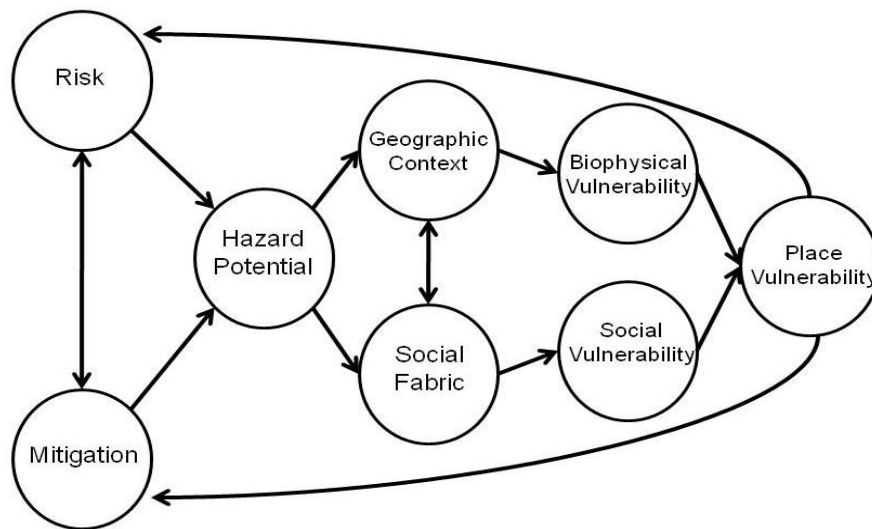 Risk
Geographic
Context
Biophysical
Vulnerability
Hazard
Potential
Place
Vulnerability
Social
Fabric
Social
Vulnerability
Mitigation